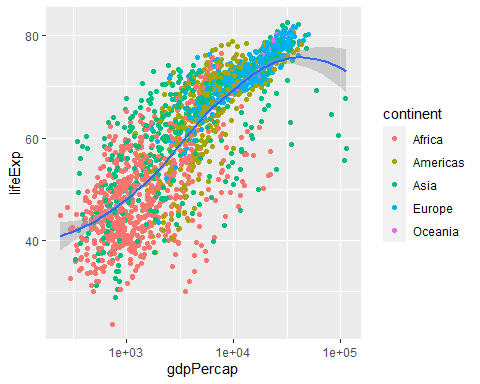 80
60
40
lifeExp
1e+03 1e+04 1e+05
gdpPercap
continent
Africa
Americas
Asia
Europe
Oceania